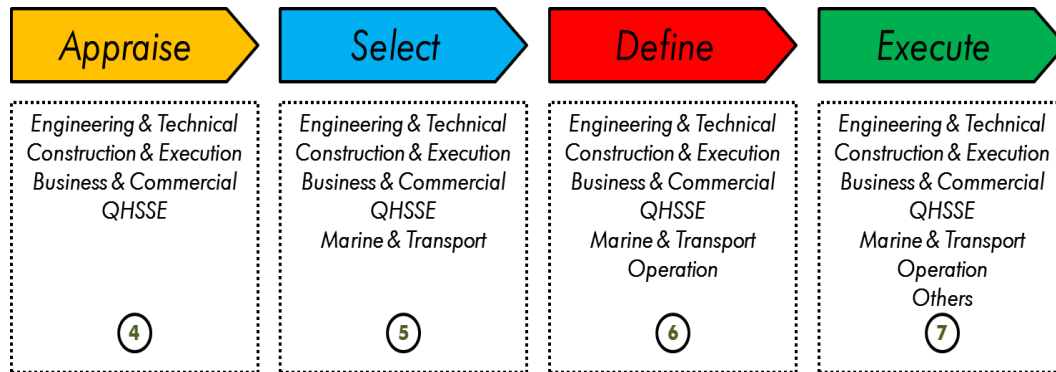 Appraise
Engineering & Technical
Construction & Execution
Business & Commercial
QHSSE
4
Select
Engineering & Technical
Construction & Execution
Business & Commercial
QHSSE
Marine & Transport
5
Define
Engineering & Technical
Construction & Execution
Business & Commercial
QHSSE
Marine & Transport
Operation
6
Execute
Engineering & Technical
Construction & Execution
Business & Commercial
QHSSE
Marine & Transport
Operation
Others
7